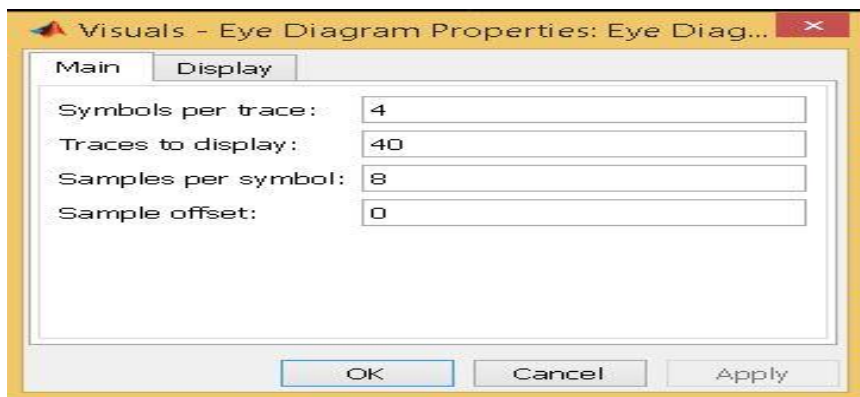 Visuals - Eye Diagram Properties: Eye Diag...
Main Display
Symbols per trace: 4
Traces to display: 40
Samples per symbol: 8
Sample offset: 0
OK Cancel Apply